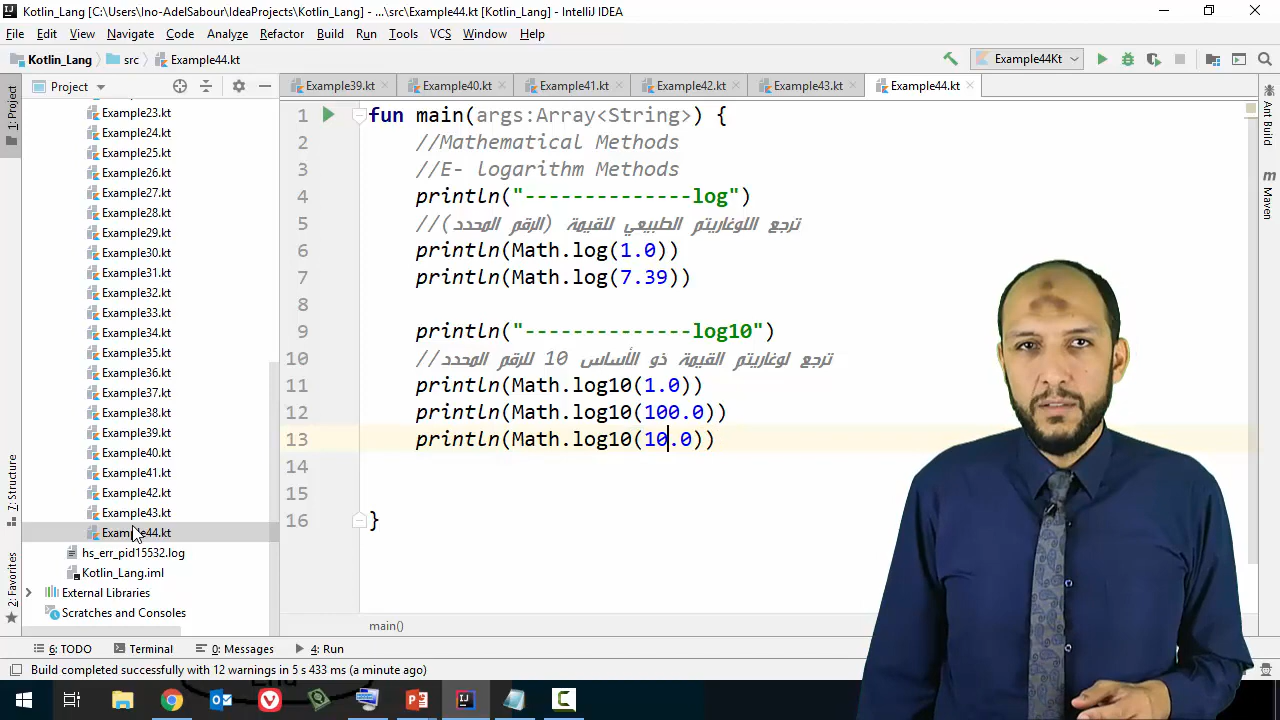 Kotlin_Lang [C:\Users\Ino-AdelSabour\IdeaProjects\Kotlin_Lang] - ...\src\Example44.kt [Kotlin_Lang] - IntelliJ IDEA
File Edit View Navigate Code Analyze Refactor Build Run Tools VCS Window Help
Kotlin_Lang src Example44.kt Example44Kt
Project Example39.kt Example40.kt Example41.kt Example42.kt Example43.kt Example44.kt
1: Project
7: Structure
2: Favorites
Example23.kt
Example24.kt
Example25.kt
Example26.kt
Example27.kt
Example28.kt
Example29.kt
Example30.kt
Example31.kt
Example32.kt
Example33.kt
Example34.kt
Example35.kt
Example36.kt
Example37.kt
Example38.kt
Example39.kt
Example40.kt
Example41.kt
Example42.kt
Example43.kt
Example44.kt
hs_err_pid15532.log
Kotlin_Lang.iml
External Libraries
Scratches and Consoles
1 fun main(args:Array<String>) {
2 //Mathematical Methods
3 //E- logarithm Methods
4 println("--------------log")
5 //ترجع اللوغاريتم الطبيعي للقيمة (الرقم المحدد)
6 println(Math.log(1.0))
7 println(Math.log(7.39))
8
9 println("--------------log10")
10 //ترجع لوغاريتم القيمة ذو الأساس 10 للرقم المحدد
11 println(Math.log10(1.0))
12 println(Math.log10(100.0))
13 println(Math.log10(10.0))
14
15
16 }
main()
Ant Build
m Maven
6: TODO Terminal 0: Messages 4: Run
Build completed successfully with 12 warnings in 5 s 433 ms (a minute ago)